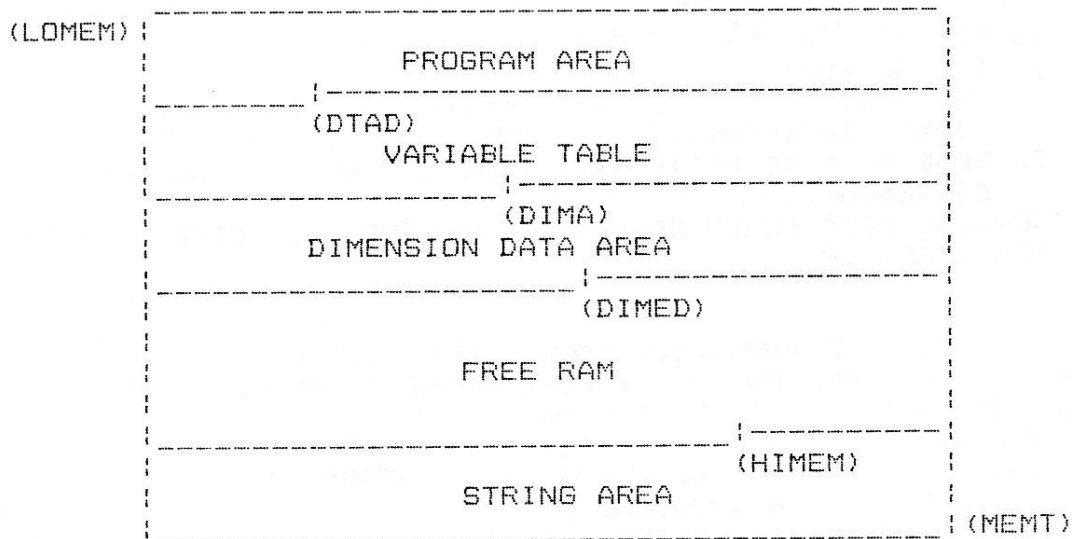 (LOMEM)
PROGRAM AREA
(DTAD)
VARIABLE TABLE
(DIMA)
DIMENSION DATA AREA
(DIMED)
FREE RAM
(HIMEM)
STRING AREA
(MEMT)